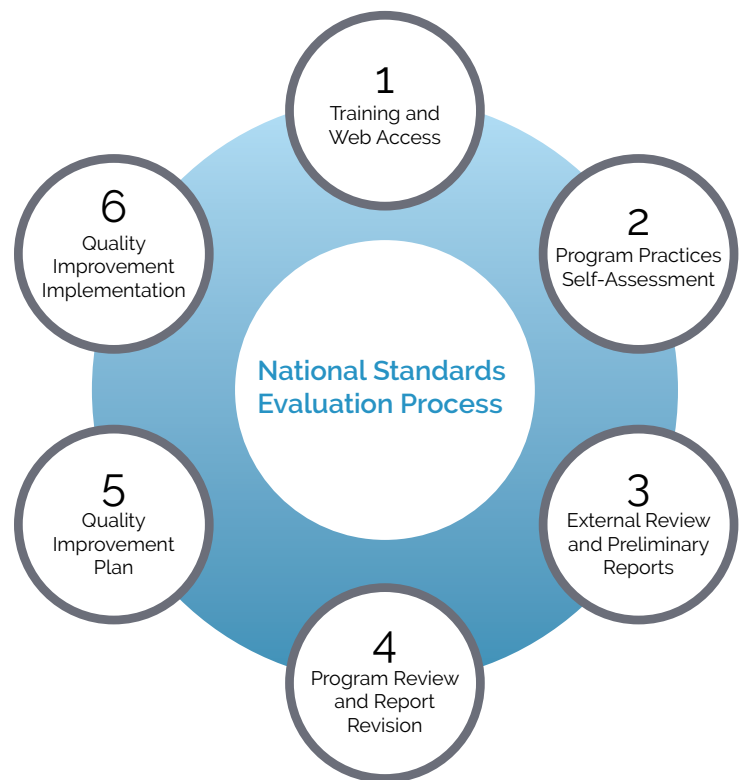 1
Training and
Web Access
2
Program Practices
Self-Assessment
3
External Review
and Preliminary
Reports
4
Program Review
and Report
Revision
5
Quality
Improvement
Plan
6
Quality
Improvement
Implementation
National Standards
Evaluation Process